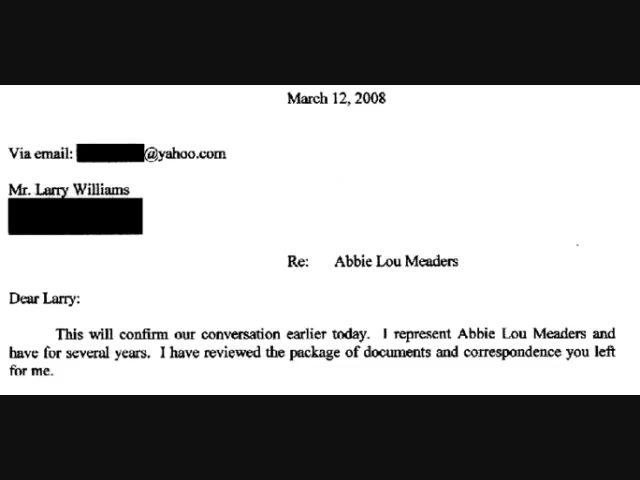 March 12, 2008
Via email: @yahoo.com
Mr. Larry Williams
Re: Abbie Lou Meaders
Dear Larry:
This will confirm our conversation earlier today. I represent Abbie Lou Meaders and
have for several years. I have reviewed the package of documents and correspondence you left
for me.